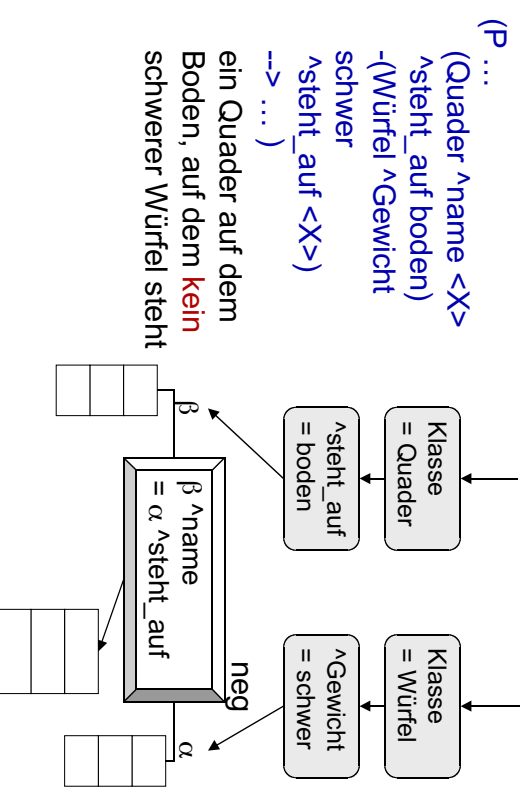 (P …
(Quader ^name <X>
^steht_auf boden)
-(Würfel ^Gewicht
schwer
^steht_auf <X>)
--> … )
ein Quader auf dem
Boden, auf dem kein
schwerer Würfel steht
Klasse
= Quader
^steht_auf
= boden
Klasse
= Würfel
^Gewicht
= schwer
β
β ^name
= α ^steht_auf
neg
α